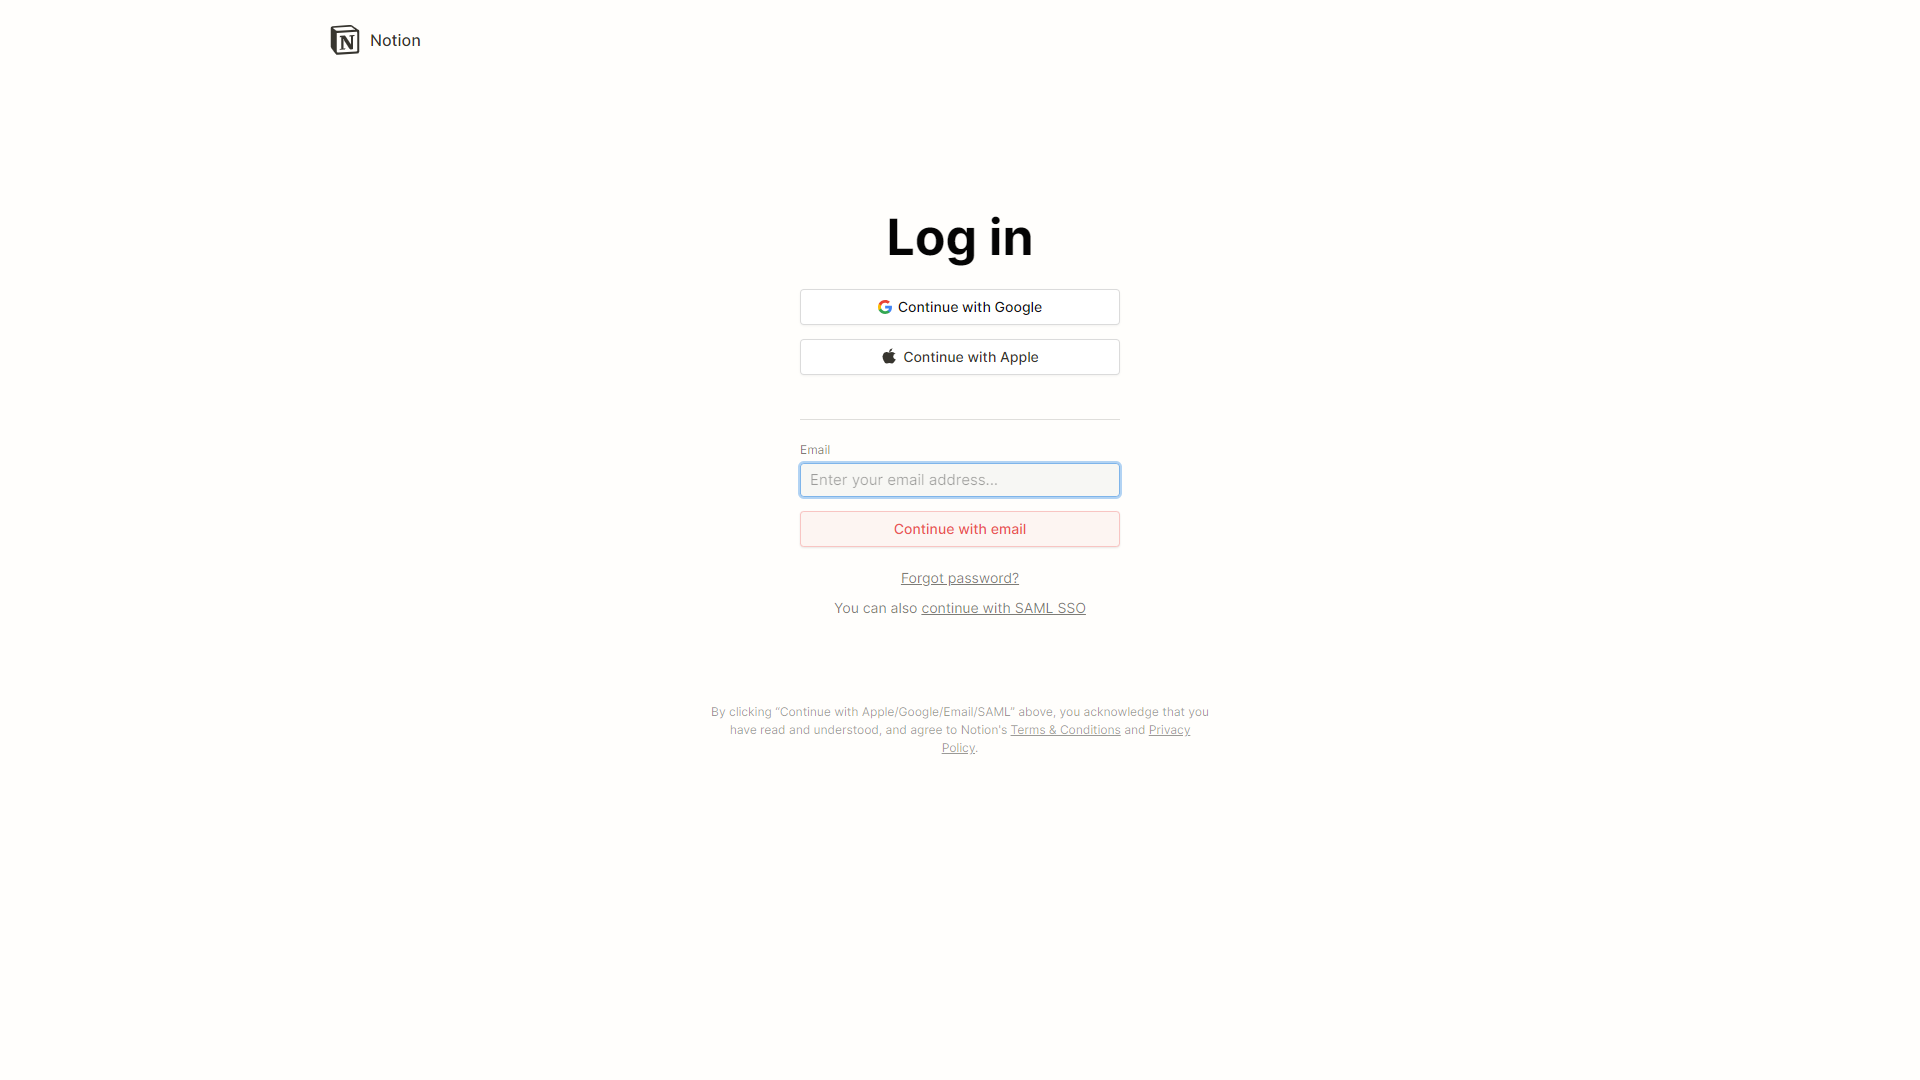 Notion
Log in
Continue with Google
Continue with Apple
Email
Enter your email address...
Continue with email
Forgot password?
You can also continue with SAML SSO
By clicking “Continue with Apple/Google/Email/SAML” above, you acknowledge that you
have read and understood, and agree to Notion's Terms & Conditions and Privacy
Policy.